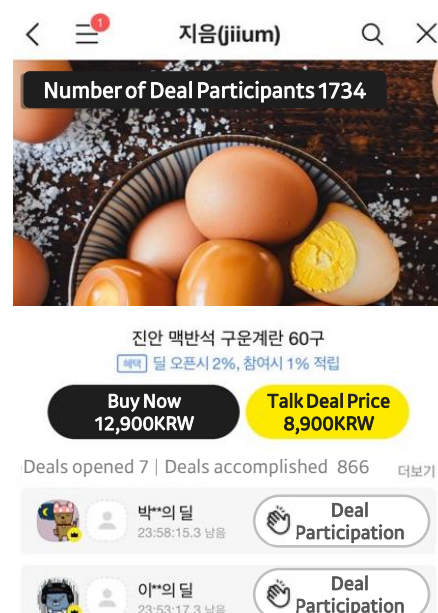 1
지음(jiium)
Number of Deal Participants 1734
진안 맥반석 구운계란 60구
혜택 딜 오픈시 2%, 참여시 1% 적립
Buy Now
12,900KRW
Talk Deal Price
8,900KRW
Deals opened 7 | Deals accomplished 866 더보기
박**의 딜
23:58:15.3 남음
Deal
Participation
이**의 딜
23:53:17.3 남음
Deal
Participation